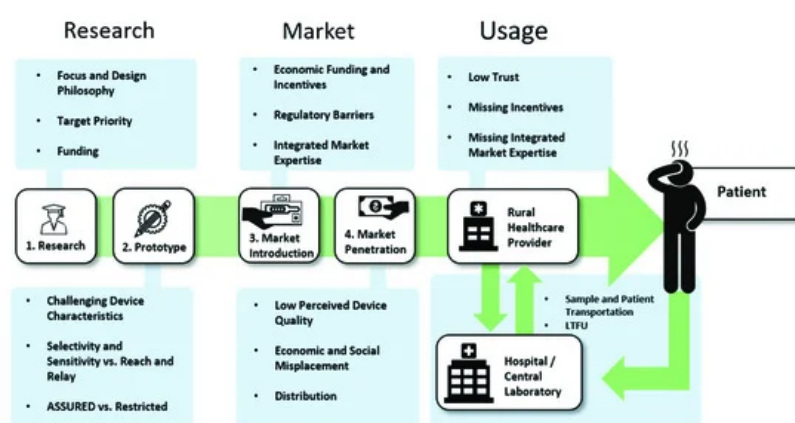 Research
Market
Usage
• Focus and Design
Philosophy
• Target Priority
• Funding
• Economic Funding and
Incentives
• Regulatory Barriers
• Integrated Market
Expertise
• Low Trust
• Missing Incentives
• Missing Integrated
Market Expertise
1. Research
2. Prototype
3. Market
Introduction
4. Market
Penetration
Rural
Healthcare
Provider
Patient
• Challenging Device
Characteristics
• Selectivity and
Sensitivity vs. Reach and
Relay
• ASSURED vs. Restricted
• Low Perceived Device
Quality
• Economic and Social
Misplacement
• Distribution
• Sample and Patient
Transportation
• LTFU
Hospital /
Central
Laboratory